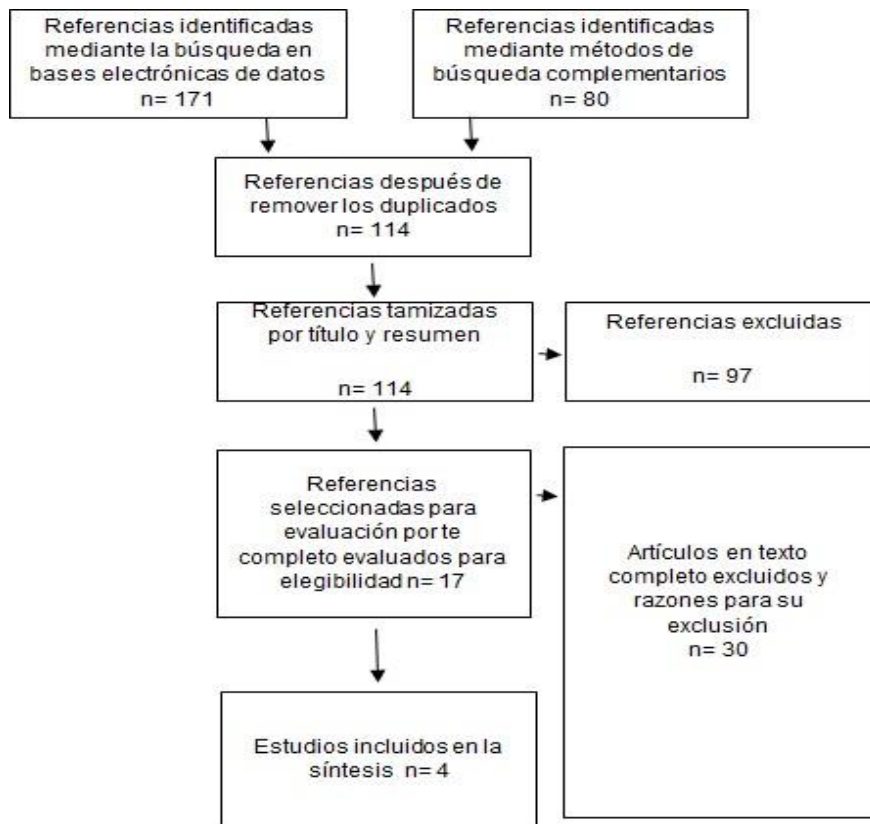 Referencias identificadas
mediante la búsqueda en
bases electrónicas de datos
n= 171
Referencias identificadas
mediante métodos de
búsqueda complementarios
n= 80
Referencias después de
remover los duplicados
n= 114
Referencias tamizadas
por título y resumen
n= 114
Referencias excluidas
n= 97
Referencias
seleccionadas para
evaluación por te
completo evaluados para
elegibilidad n= 17
Artículos en texto
completo excluidos y
razones para su
exclusión
n= 30
Estudios incluidos en la
síntesis n= 4